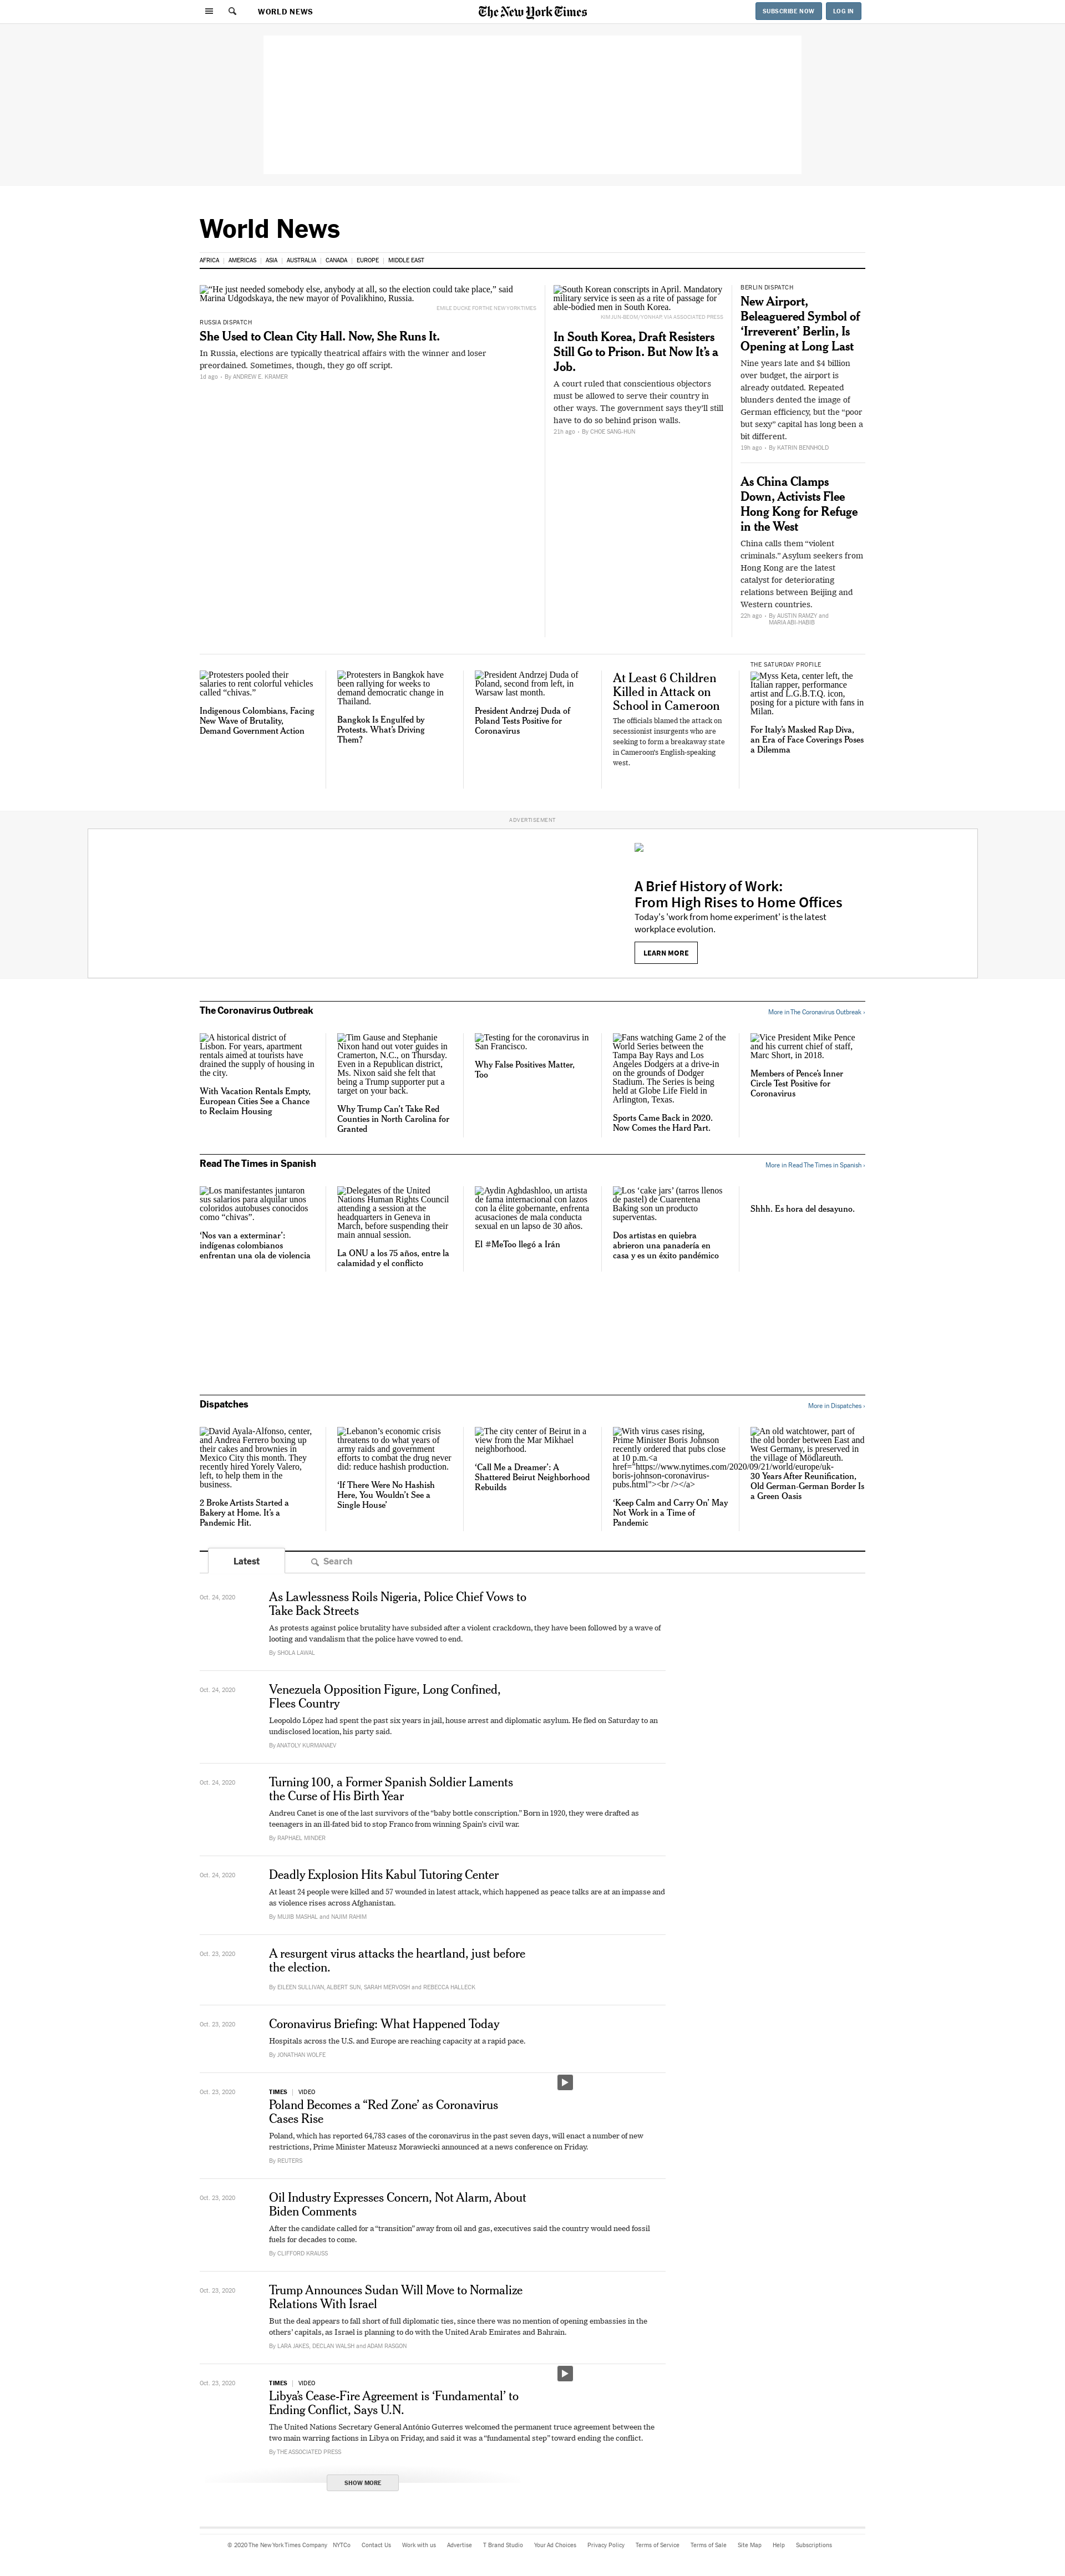 WORLD NEWS
The New York Times
SUBSCRIBE NOW
LOG IN
World News
AFRICA
AMERICAS
ASIA
AUSTRALIA
CANADA
EUROPE
MIDDLE EAST
“He just needed somebody else, anybody at all, so the election could take place,” said
Marina Udgodskaya, the new mayor of Povalikhino, Russia.
EMILE DUCKE FOR THE NEW YORK TIMES
RUSSIA DISPATCH
She Used to Clean City Hall. Now, She Runs It.
In Russia, elections are typically theatrical affairs with the winner and loser
preordained. Sometimes, though, they go off script.
1d ago • By ANDREW E. KRAMER
South Korean conscripts in April. Mandatory
military service is seen as a rite of passage for
able-bodied men in South Korea.
KIM JUN-BEOM/YONHAP, VIA ASSOCIATED PRESS
In South Korea, Draft Resisters
Still Go to Prison. But Now It’s a
Job.
A court ruled that conscientious objectors
must be allowed to serve their country in
other ways. The government says they’ll still
have to do so behind prison walls.
21h ago • By CHOE SANG-HUN
BERLIN DISPATCH
New Airport,
Beleaguered Symbol of
‘Irreverent’ Berlin, Is
Opening at Long Last
Nine years late and $4 billion
over budget, the airport is
already outdated. Repeated
blunders dented the image of
German efficiency, but the “poor
but sexy” capital has long been a
bit different.
19h ago • By KATRIN BENNHOLD
As China Clamps
Down, Activists Flee
Hong Kong for Refuge
in the West
China calls them “violent
criminals.” Asylum seekers from
Hong Kong are the latest
catalyst for deteriorating
relations between Beijing and
Western countries.
22h ago • By AUSTIN RAMZY and
MARIA ABI-HABIB
Protesters pooled their
salaries to rent colorful vehicles
called “chivas.”
Indigenous Colombians, Facing
New Wave of Brutality,
Demand Government Action
Protesters in Bangkok have
been rallying for weeks to
demand democratic change in
Thailand.
Bangkok Is Engulfed by
Protests. What’s Driving
Them?
President Andrzej Duda of
Poland, second from left, in
Warsaw last month.
President Andrzej Duda of
Poland Tests Positive for
Coronavirus
At Least 6 Children
Killed in Attack on
School in Cameroon
The officials blamed the attack on
secessionist insurgents who are
seeking to form a breakaway state
in Cameroon’s English-speaking
west.
THE SATURDAY PROFILE
Myss Keta, center left, the
Italian rapper, performance
artist and L.G.B.T.Q. icon,
posing for a picture with fans in
Milan.
For Italy’s Masked Rap Diva,
an Era of Face Coverings Poses
a Dilemma
ADVERTISEMENT
A Brief History of Work:
From High Rises to Home Offices
Today's 'work from home experiment' is the latest
workplace evolution.
LEARN MORE
The Coronavirus Outbreak
More in The Coronavirus Outbreak ›
A historical district of
Lisbon. For years, apartment
rentals aimed at tourists have
drained the supply of housing in
the city.
With Vacation Rentals Empty,
European Cities See a Chance
to Reclaim Housing
Tim Gause and Stephanie
Nixon hand out voter guides in
Cramerton, N.C., on Thursday.
Even in a Republican district,
Ms. Nixon said she felt that
being a Trump supporter put a
target on your back.
Why Trump Can’t Take Red
Counties in North Carolina for
Granted
Testing for the coronavirus in
San Francisco.
Why False Positives Matter,
Too
Fans watching Game 2 of the
World Series between the
Tampa Bay Rays and Los
Angeles Dodgers at a drive-in
on the grounds of Dodger
Stadium. The Series is being
held at Globe Life Field in
Arlington, Texas.
Sports Came Back in 2020.
Now Comes the Hard Part.
Vice President Mike Pence
and his current chief of staff,
Marc Short, in 2018.
Members of Pence’s Inner
Circle Test Positive for
Coronavirus
Read The Times in Spanish
More in Read The Times in Spanish ›
Los manifestantes juntaron
sus salarios para alquilar unos
coloridos autobuses conocidos
como “chivas”.
‘Nos van a exterminar’:
indígenas colombianos
enfrentan una ola de violencia
Delegates of the United
Nations Human Rights Council
attending a session at the
headquarters in Geneva in
March, before suspending their
main annual session.
La ONU a los 75 años, entre la
calamidad y el conflicto
Aydin Aghdashloo, un artista
de fama internacional con lazos
con la élite gobernante, enfrenta
acusaciones de mala conducta
sexual en un lapso de 30 años.
El #MeToo llegó a Irán
Los ‘cake jars’ (tarros llenos
de pastel) de Cuarentena
Baking son un producto
superventas.
Dos artistas en quiebra
abrieron una panadería en
casa y es un éxito pandémico
Shhh. Es hora del desayuno.
Dispatches
More in Dispatches ›
David Ayala-Alfonso, center,
and Andrea Ferrero boxing up
their cakes and brownies in
Mexico City this month. They
recently hired Yorely Valero,
left, to help them in the
business.
2 Broke Artists Started a
Bakery at Home. It’s a
Pandemic Hit.
Lebanon’s economic crisis
threatens to do what years of
army raids and government
efforts to combat the drug never
did: reduce hashish production.
‘If There Were No Hashish
Here, You Wouldn’t See a
Single House’
The city center of Beirut in a
view from the Mar Mikhael
neighborhood.
‘Call Me a Dreamer’: A
Shattered Beirut Neighborhood
Rebuilds
With virus cases rising,
Prime Minister Boris Johnson
recently ordered that pubs close
at 10 p.m.<a
href="https://www.nytimes.com/2020/09/21/world/europe/uk-
boris-johnson-coronavirus-
pubs.html"><br /></a>
‘Keep Calm and Carry On’ May
Not Work in a Time of
Pandemic
An old watchtower, part of
the old border between East and
West Germany, is preserved in
the village of Mödlareuth.
30 Years After Reunification,
Old German-German Border Is
a Green Oasis
Latest
Search
Oct. 24, 2020
As Lawlessness Roils Nigeria, Police Chief Vows to
Take Back Streets
As protests against police brutality have subsided after a violent crackdown, they have been followed by a wave of
looting and vandalism that the police have vowed to end.
By SHOLA LAWAL
Oct. 24, 2020
Venezuela Opposition Figure, Long Confined,
Flees Country
Leopoldo López had spent the past six years in jail, house arrest and diplomatic asylum. He fled on Saturday to an
undisclosed location, his party said.
By ANATOLY KURMANAEV
Oct. 24, 2020
Turning 100, a Former Spanish Soldier Laments
the Curse of His Birth Year
Andreu Canet is one of the last survivors of the “baby bottle conscription.” Born in 1920, they were drafted as
teenagers in an ill-fated bid to stop Franco from winning Spain’s civil war.
By RAPHAEL MINDER
Oct. 24, 2020
Deadly Explosion Hits Kabul Tutoring Center
At least 24 people were killed and 57 wounded in latest attack, which happened as peace talks are at an impasse and
as violence rises across Afghanistan.
By MUJIB MASHAL and NAJIM RAHIM
Oct. 23, 2020
A resurgent virus attacks the heartland, just before
the election.
By EILEEN SULLIVAN, ALBERT SUN, SARAH MERVOSH and REBECCA HALLECK
Oct. 23, 2020
Coronavirus Briefing: What Happened Today
Hospitals across the U.S. and Europe are reaching capacity at a rapid pace.
By JONATHAN WOLFE
Oct. 23, 2020
TIMES | VIDEO
Poland Becomes a “Red Zone’ as Coronavirus
Cases Rise
Poland, which has reported 64,783 cases of the coronavirus in the past seven days, will enact a number of new
restrictions, Prime Minister Mateusz Morawiecki announced at a news conference on Friday.
By REUTERS
Oct. 23, 2020
Oil Industry Expresses Concern, Not Alarm, About
Biden Comments
After the candidate called for a “transition” away from oil and gas, executives said the country would need fossil
fuels for decades to come.
By CLIFFORD KRAUSS
Oct. 23, 2020
Trump Announces Sudan Will Move to Normalize
Relations With Israel
But the deal appears to fall short of full diplomatic ties, since there was no mention of opening embassies in the
others’ capitals, as Israel is planning to do with the United Arab Emirates and Bahrain.
By LARA JAKES, DECLAN WALSH and ADAM RASGON
Oct. 23, 2020
TIMES | VIDEO
Libya’s Cease-Fire Agreement is ‘Fundamental’ to
Ending Conflict, Says U.N.
The United Nations Secretary General António Guterres welcomed the permanent truce agreement between the
two main warring factions in Libya on Friday, and said it was a “fundamental step” toward ending the conflict.
By THE ASSOCIATED PRESS
SHOW MORE
© 2020 The New York Times Company
NYTCo
Contact Us
Work with us
Advertise
T Brand Studio
Your Ad Choices
Privacy Policy
Terms of Service
Terms of Sale
Site Map
Help
Subscriptions